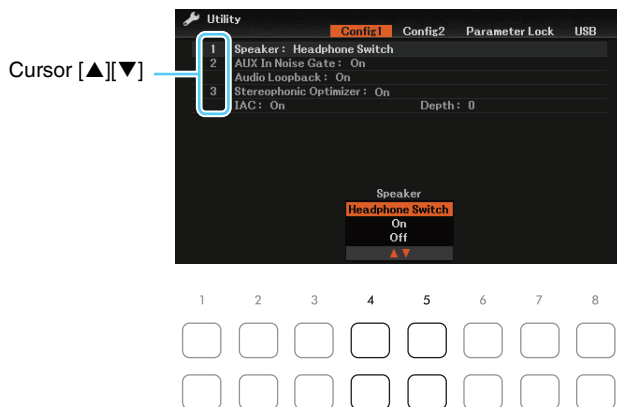 Utility
Config1 Config2 Parameter Lock USB
1 Speaker : Headphone Switch
2 AUX In Noise Gate : On
Audio Loopback : On
3 Stereophonic Optimizer : On
IAC : On Depth : 0
Cursor [▲][▼]
Speaker
Headphone Switch
On
Off
▲ ▼
1 2 3 4 5 6 7 8